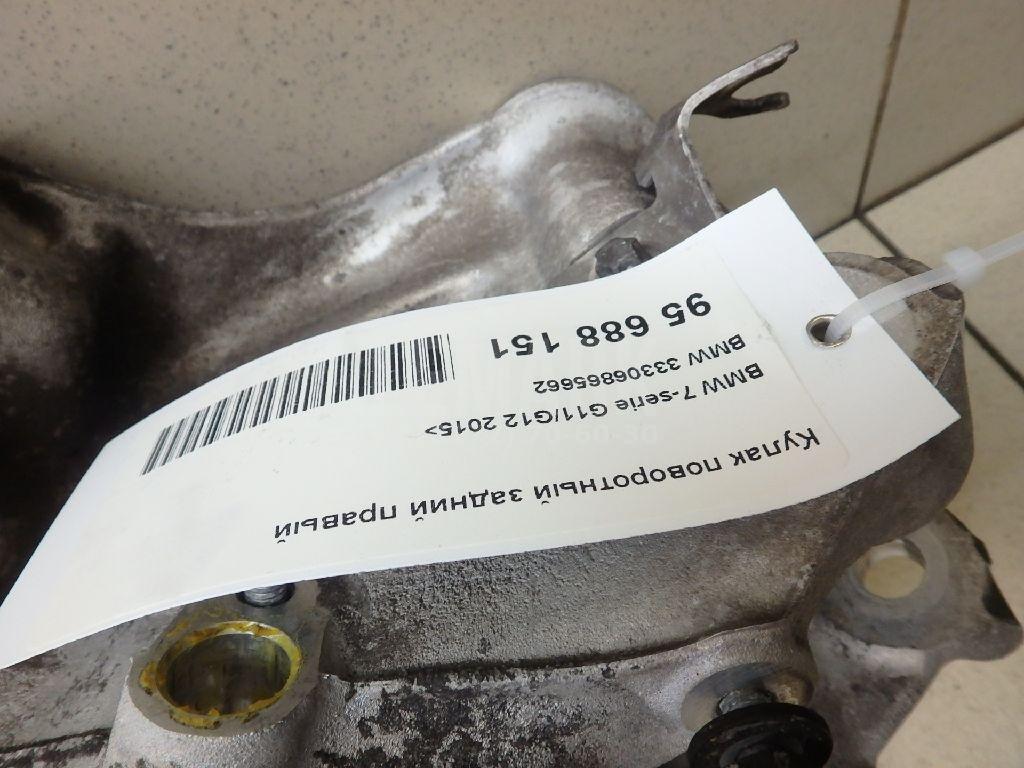 Кулак поворотный задний правый
BMW 7-serie G11/G12 2015>
BMW 33306865662
95 688 151